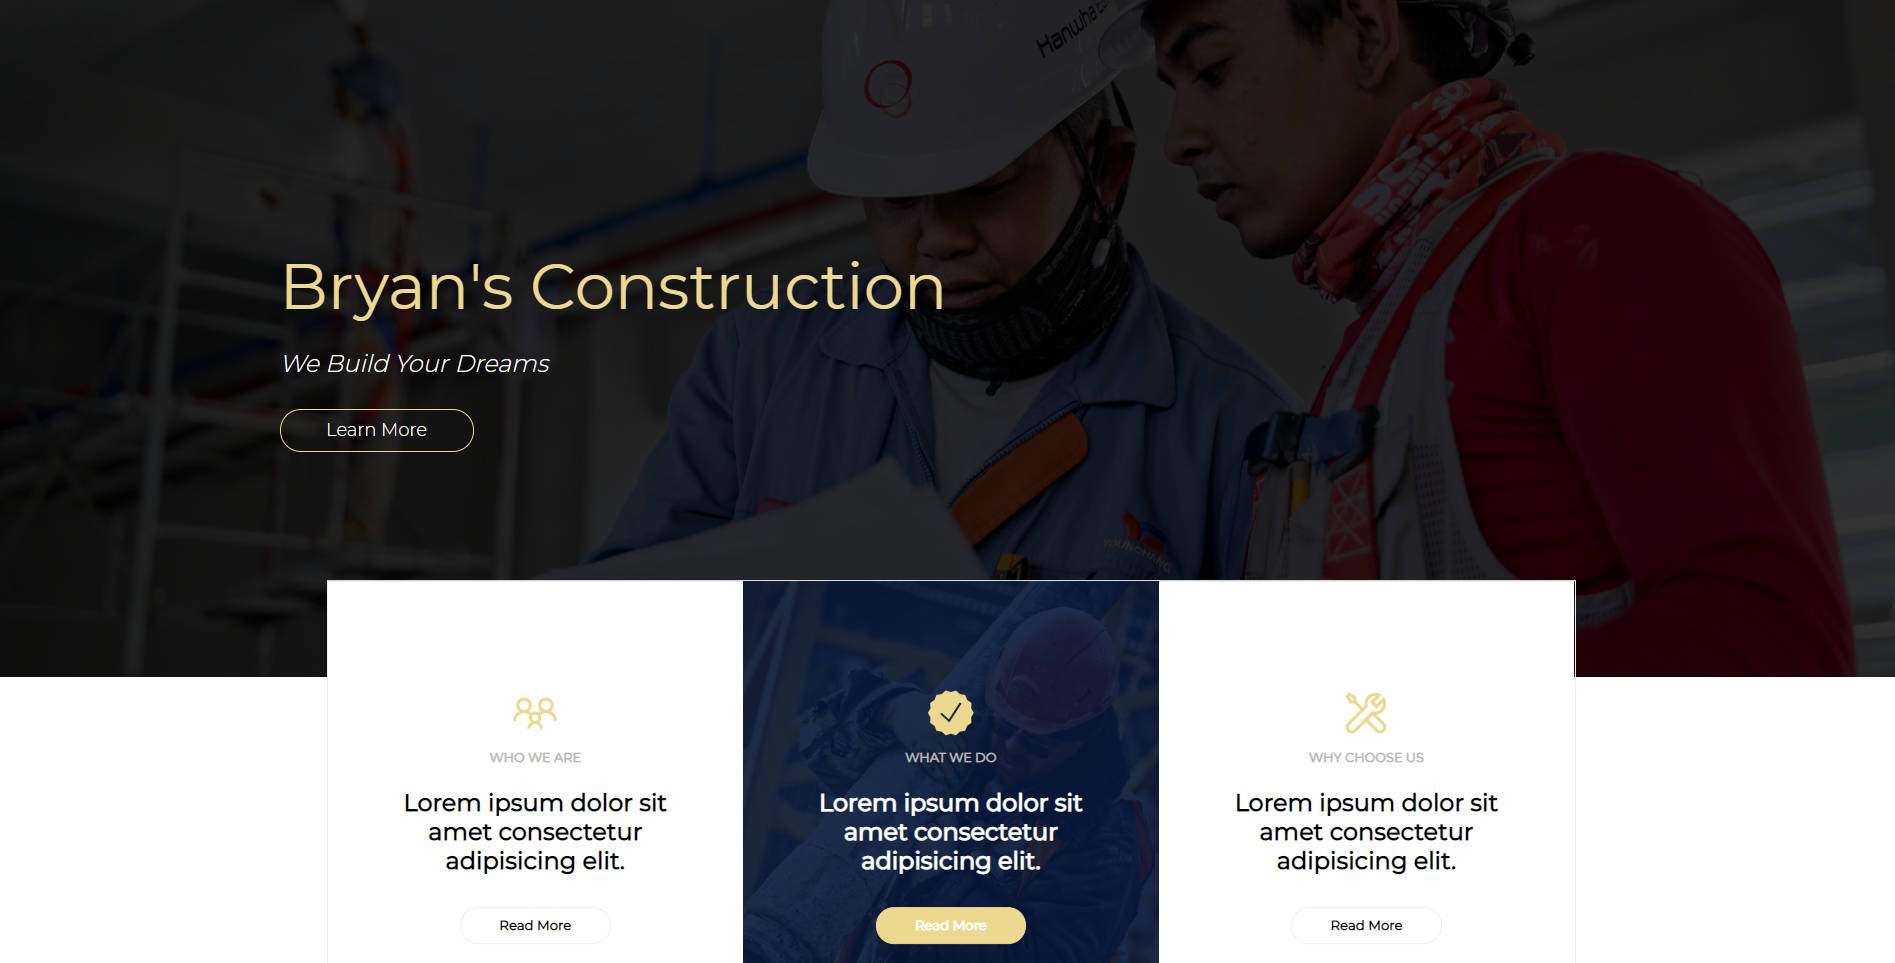 Hanwha
Bryan's Construction
We Build Your Dreams
Learn More
WHO WE ARE
Lorem ipsum dolor sit
amet consectetur
adipisicing elit.
Read More
WHAT WE DO
Lorem ipsum dolor sit
amet consectetur
adipisicing elit.
Read More
WHY CHOOSE US
Lorem ipsum dolor sit
amet consectetur
adipisicing elit.
Read More